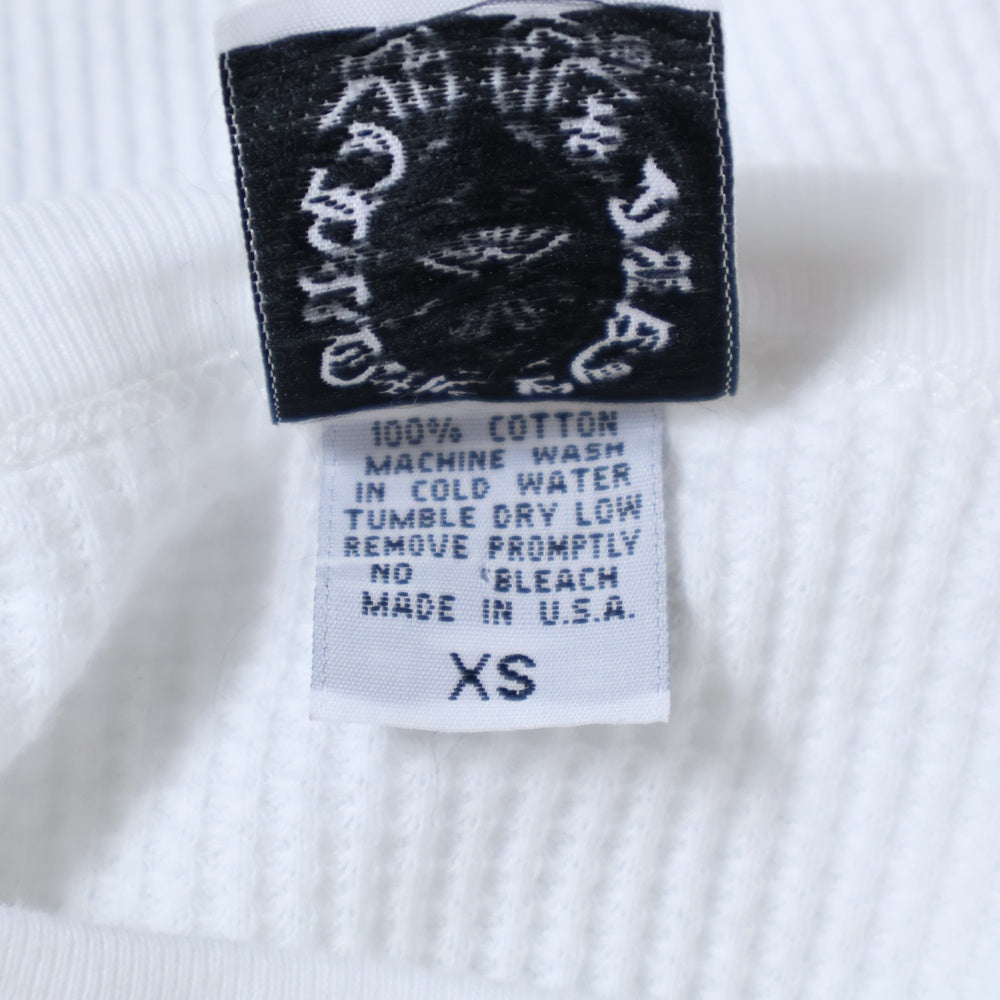 100% COTTON
MACHINE WASH
IN COLD WATER
TUMBLE DRY LOW
REMOVE PROMPTLY
NO BLEACH
MADE IN U.S.A.
XS